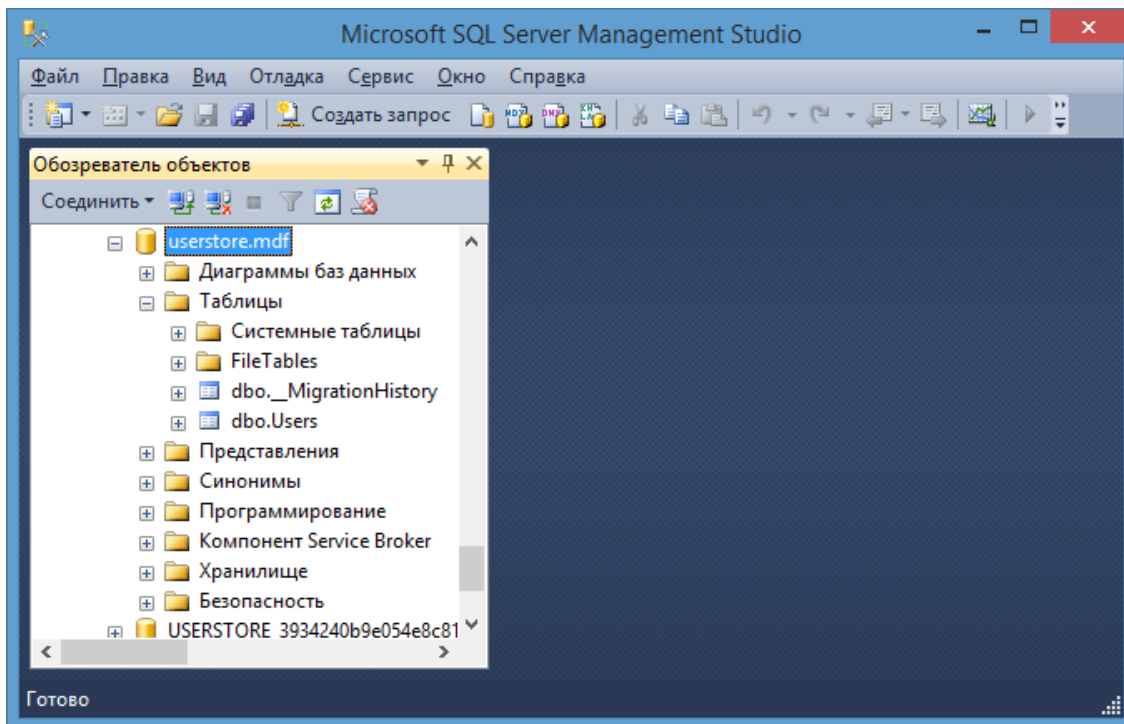 Microsoft SQL Server Management Studio
Файл Правка Вид Отладка Сервис Окно Справка
Создать запрос
Обозреватель объектов
Соединить
userstore.mdf
Диаграммы баз данных
Таблицы
Системные таблицы
FileTables
dbo.__MigrationHistory
dbo.Users
Представления
Синонимы
Программирование
Компонент Service Broker
Хранилище
Безопасность
USERSTORE_3934240b9e054e8c81
Готово